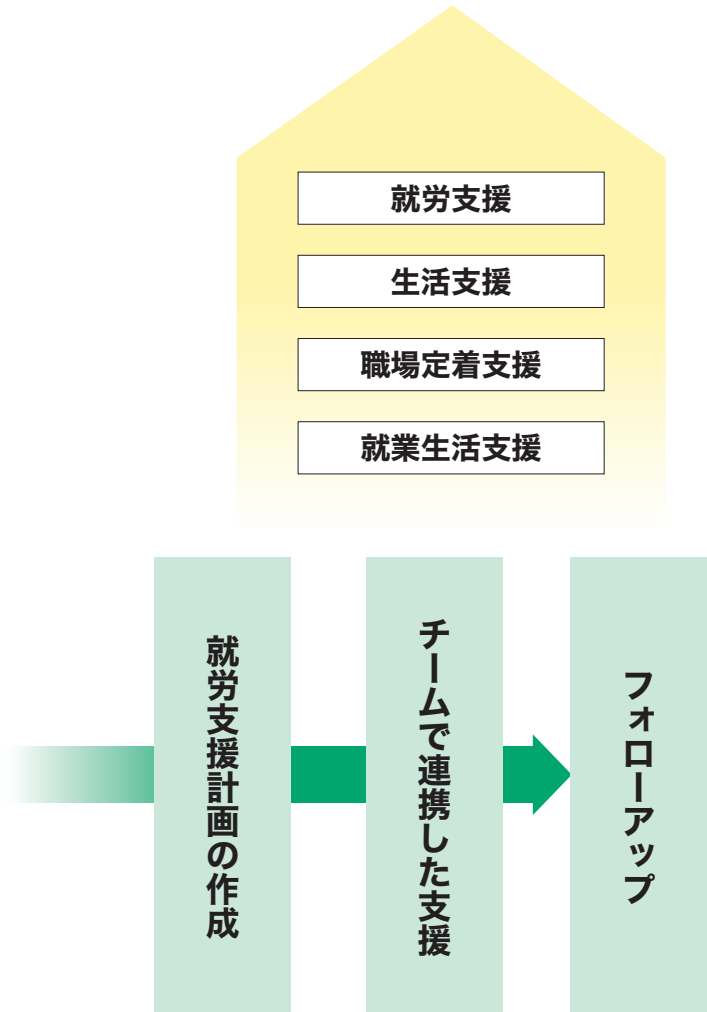 就労支援
生活支援
職場定着支援
就業生活支援
就労支援計画の作成
チームで連携した支援
フォローアップ